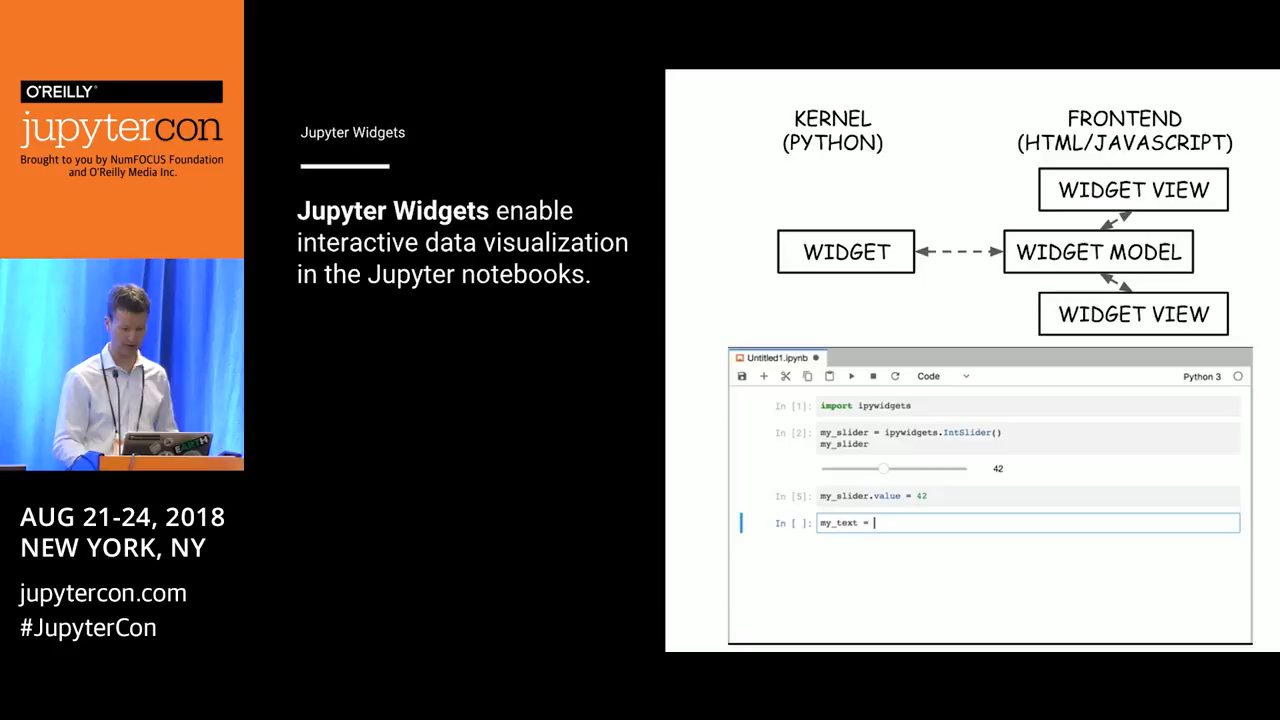 O'REILLY®
jupytercon
Brought to you by NumFOCUS Foundation
and O'Reilly Media Inc.
EARTH
AUG 21-24, 2018
NEW YORK, NY
jupytercon.com
#JupyterCon
Jupyter Widgets
Jupyter Widgets enable
interactive data visualization
in the Jupyter notebooks.
KERNEL
(PYTHON)
FRONTEND
(HTML/JAVASCRIPT)
WIDGET VIEW
WIDGET
WIDGET MODEL
WIDGET VIEW
Untitled1.ipynb
Code
Python 3
In [1]: import ipywidgets
In [2]: my_slider = ipywidgets.IntSlider()
my_slider
42
In [5]: my_slider.value = 42
In [ ]: my_text =